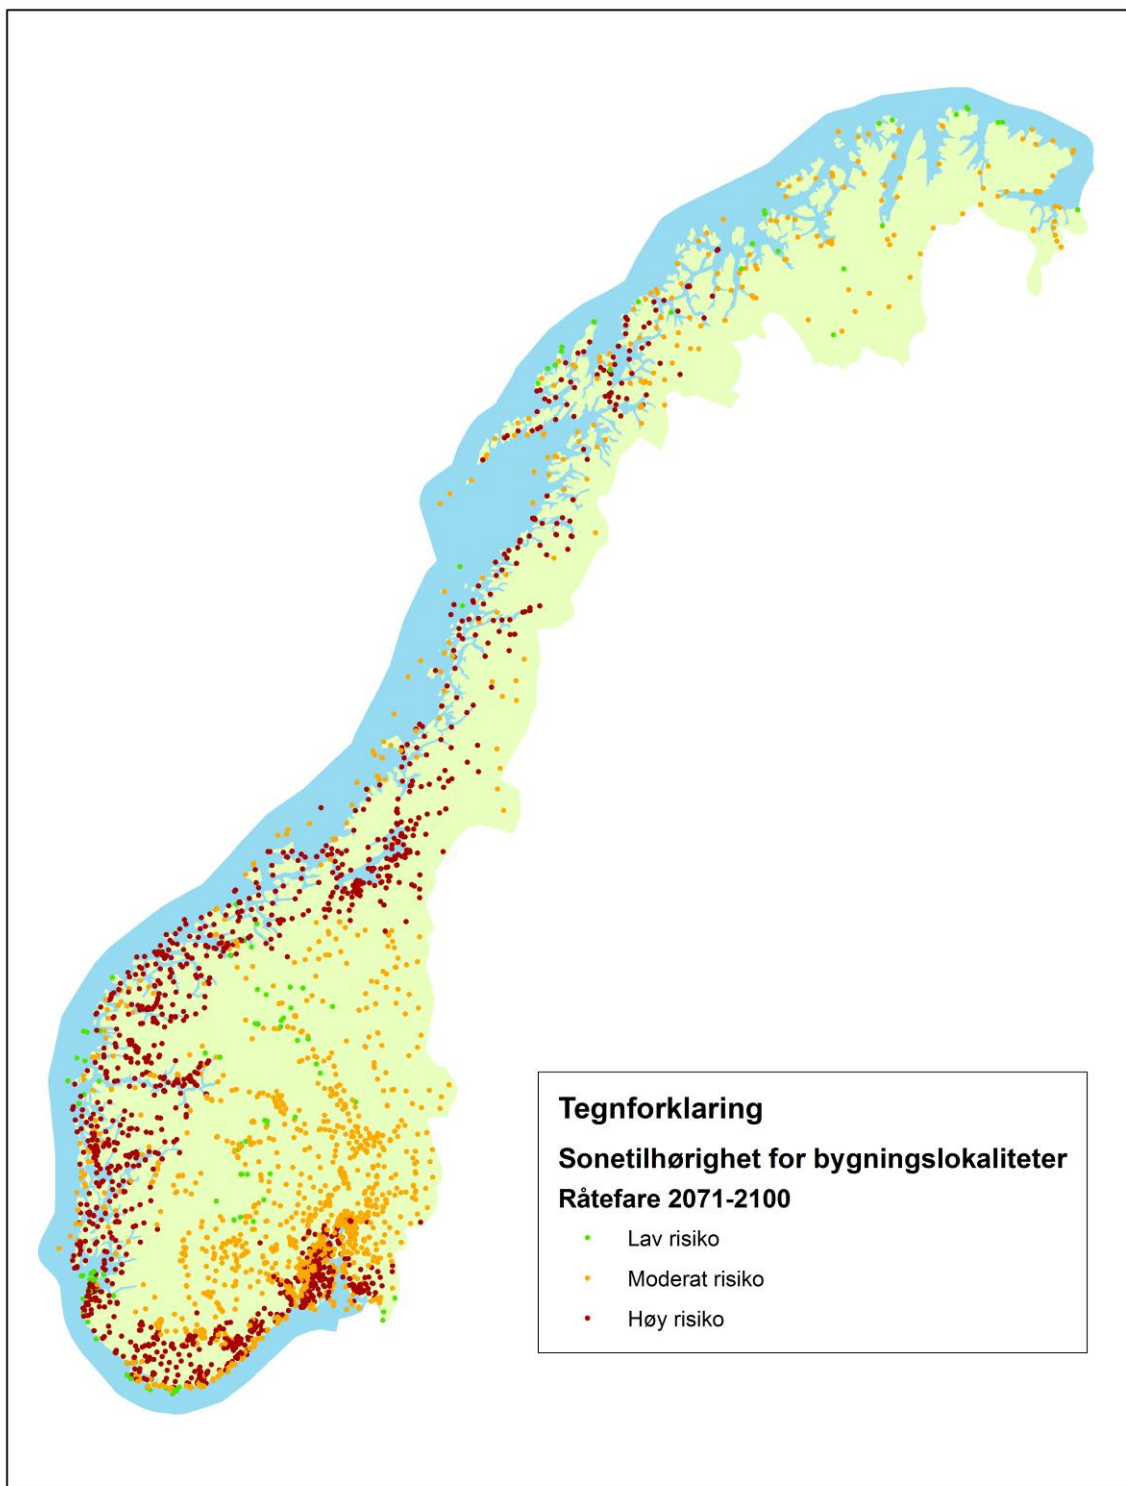 Tegnforklaring
Sonetilhørighet for bygningslokaliteter
Råtefare 2071-2100
Lav risiko
Moderat risiko
Høy risiko